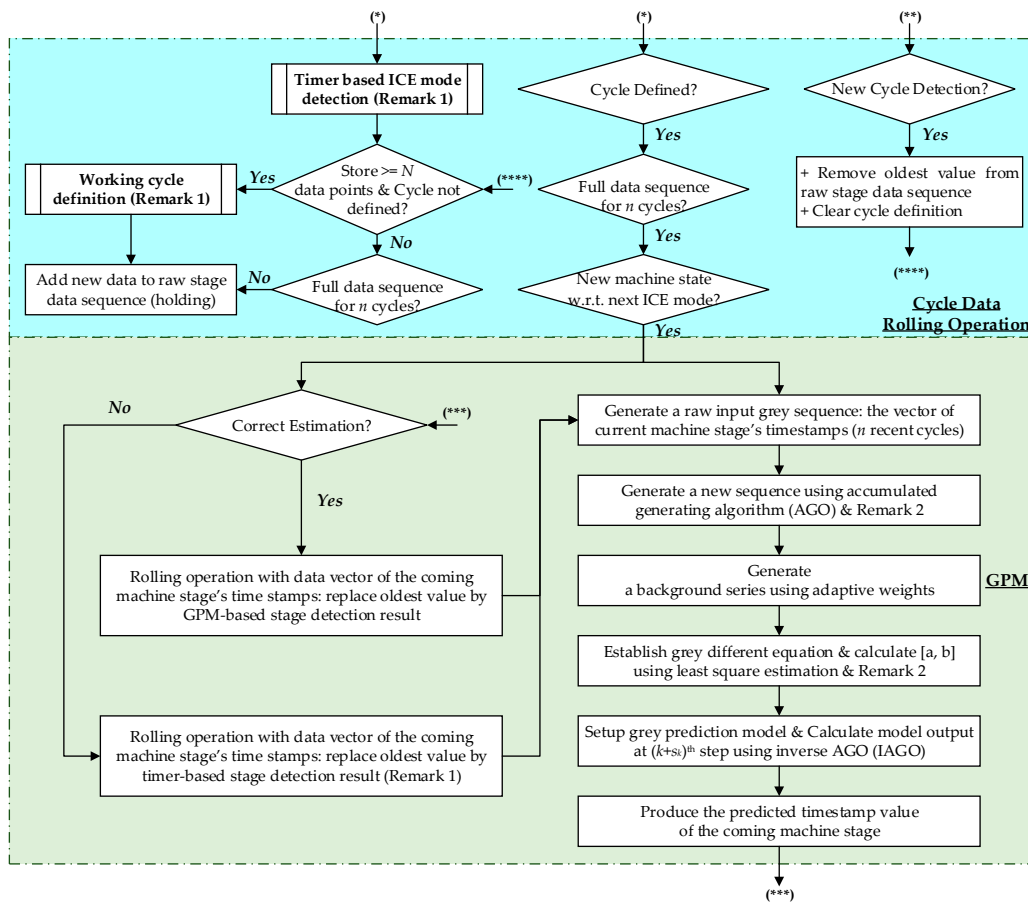 (*)
(*)
(**)
Timer based ICE mode
detection (Remark 1)
Cycle Defined?
New Cycle Detection?
Yes
Yes
Store >= N
data points & Cycle not
defined?
(****)
Yes
Working cycle
definition (Remark 1)
Full data sequence
for n cycles?
+ Remove oldest value from
raw stage data sequence
+ Clear cycle definition
No
Yes
(****)
Add new data to raw stage
data sequence (holding)
No
Full data sequence
for n cycles?
New machine state
w.r.t. next ICE mode?
Cycle Data
Rolling Operation
Yes
No
Correct Estimation?
(***)
Generate a raw input grey sequence: the vector of
current machine stage's timestamps (n recent cycles)
Yes
Generate a new sequence using accumulated
generating algorithm (AGO) & Remark 2
Rolling operation with data vector of the coming
machine stage's time stamps: replace oldest value by
GPM-based stage detection result
Generate
a background series using adaptive weights
GPM
Establish grey different equation & calculate [a, b]
using least square estimation & Remark 2
Rolling operation with data vector of the coming
machine stage's time stamps: replace oldest value by
timer-based stage detection result (Remark 1)
Setup grey prediction model & Calculate model output
at (k+sk)th step using inverse AGO (IAGO)
Produce the predicted timestamp value
of the coming machine stage
(***)